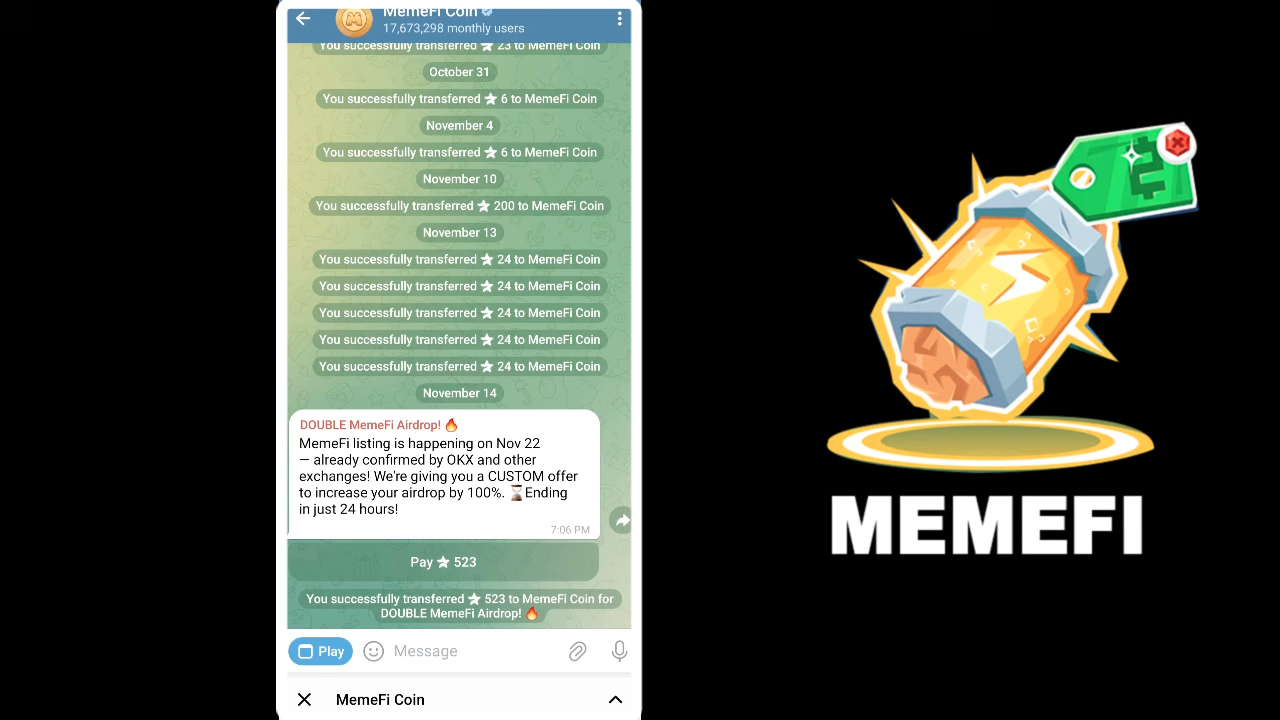 MemeFi Coin
17,673,298 monthly users
You successfully transferred ⭐ 23 to MemeFi Coin
October 31
You successfully transferred ⭐ 6 to MemeFi Coin
November 4
You successfully transferred ⭐ 6 to MemeFi Coin
November 10
You successfully transferred ⭐ 200 to MemeFi Coin
November 13
You successfully transferred ⭐ 24 to MemeFi Coin
You successfully transferred ⭐ 24 to MemeFi Coin
You successfully transferred ⭐ 24 to MemeFi Coin
You successfully transferred ⭐ 24 to MemeFi Coin
You successfully transferred ⭐ 24 to MemeFi Coin
November 14
DOUBLE MemeFi Airdrop! 🔥
MemeFi listing is happening on Nov 22
— already confirmed by OKX and other
exchanges! We're giving you a CUSTOM offer
to increase your airdrop by 100%. ⏳Ending
in just 24 hours!
7:06 PM
Pay ⭐ 523
You successfully transferred ⭐ 523 to MemeFi Coin for
DOUBLE MemeFi Airdrop! 🔥
Play
Message
MemeFi Coin
MEMEFI